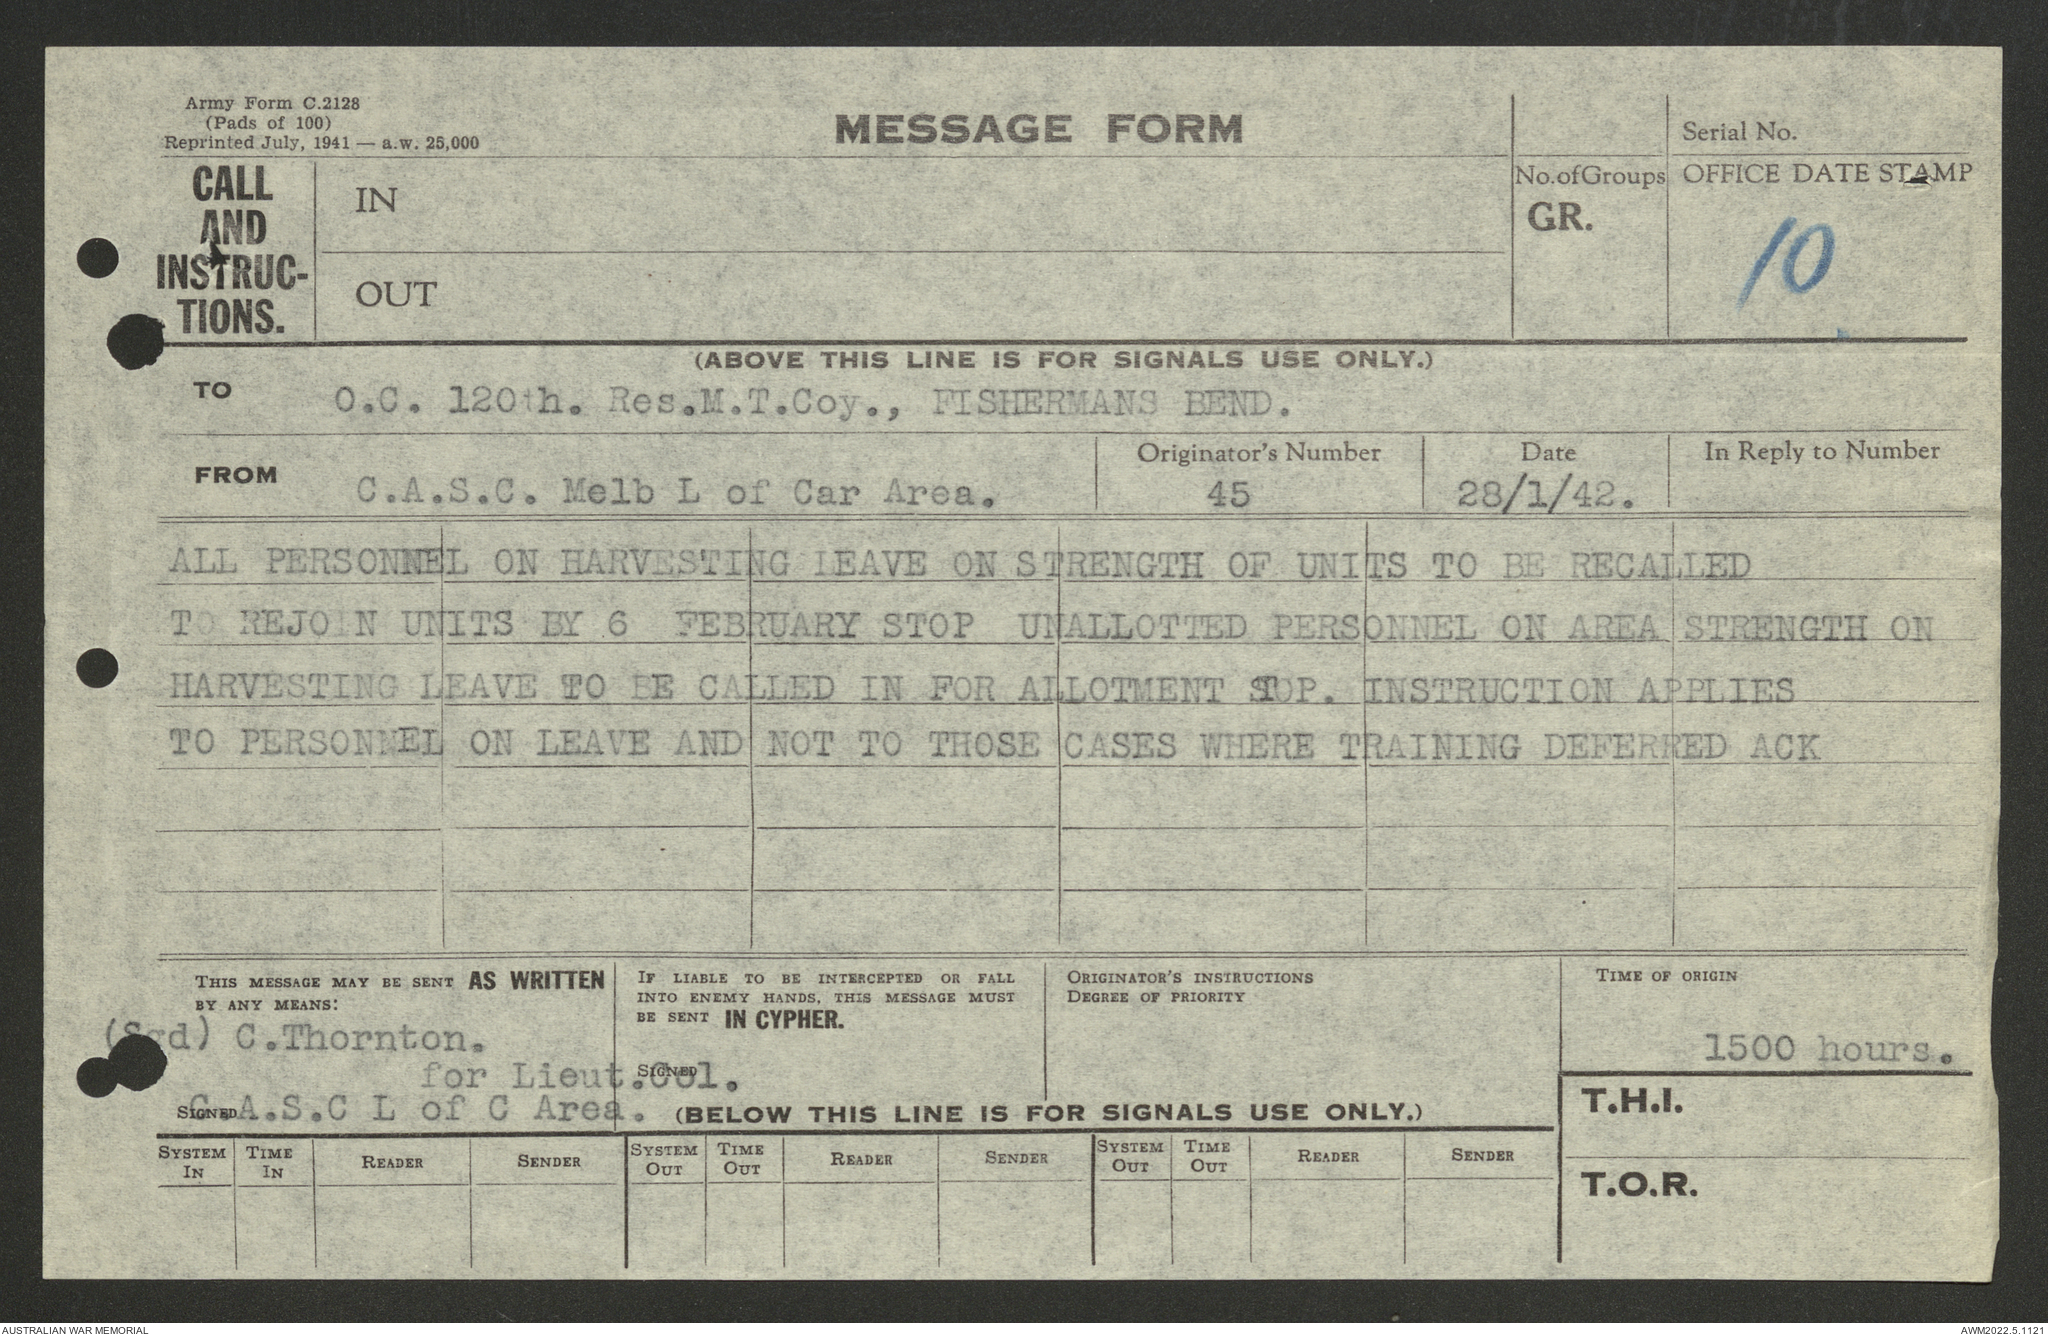 Army Form C.2128
(Pads of 100)
Reprinted July, 1941 — a.w. 25,000
MESSAGE FORM
Serial No.
CALL
AND
INSTRUC-
TIONS.
IN
OUT
No.ofGroups
GR.
OFFICE DATE STAMP
10
(ABOVE THIS LINE IS FOR SIGNALS USE ONLY.)
TO O.C. 120th. Res.M.T.Coy., FISHERMANS BEND.
FROM C.A.S.C. Melb L of Car Area.
Originator's Number
45
Date
28/1/42.
In Reply to Number
ALL PERSONNEL ON HARVESTING LEAVE ON STRENGTH OF UNITS TO BE RECALLED
TO REJOIN UNITS BY 6 FEBRUARY STOP UNALLOTTED PERSONNEL ON AREA STRENGTH ON
HARVESTING LEAVE TO BE CALLED IN FOR ALLOTMENT STOP. INSTRUCTION APPLIES
TO PERSONNEL ON LEAVE AND NOT TO THOSE CASES WHERE TRAINING DEFERRED ACK
THIS MESSAGE MAY BE SENT AS WRITTEN
BY ANY MEANS:
(Sgd) C.Thornton.
for Lieut.Col.
SIGNED C.A.S.C L of C Area.
IF LIABLE TO BE INTERCEPTED OR FALL
INTO ENEMY HANDS, THIS MESSAGE MUST
BE SENT IN CYPHER.
SIGNED
ORIGINATOR'S INSTRUCTIONS
DEGREE OF PRIORITY
TIME OF ORIGIN
1500 hours.
(BELOW THIS LINE IS FOR SIGNALS USE ONLY.)
T.H.I.
T.O.R.
SYSTEM IN TIME IN READER SENDER SYSTEM OUT TIME OUT READER SENDER SYSTEM OUT TIME OUT READER SENDER
AUSTRALIAN WAR MEMORIAL
AWM2022.5.1121